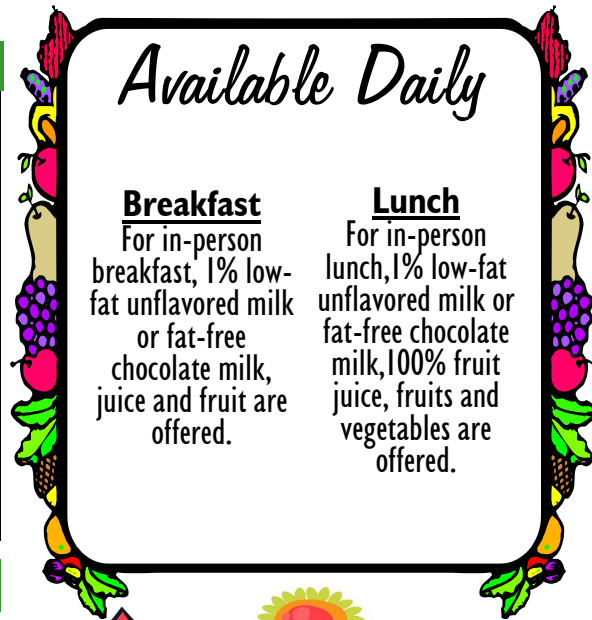 Available Daily
Breakfast
For in-person
breakfast, 1% low-
fat unflavored milk
or fat-free
chocolate milk,
juice and fruit are
offered.
Lunch
For in-person
lunch,1% low-fat
unflavored milk or
fat-free chocolate
milk,100% fruit
juice, fruits and
vegetables are
offered.